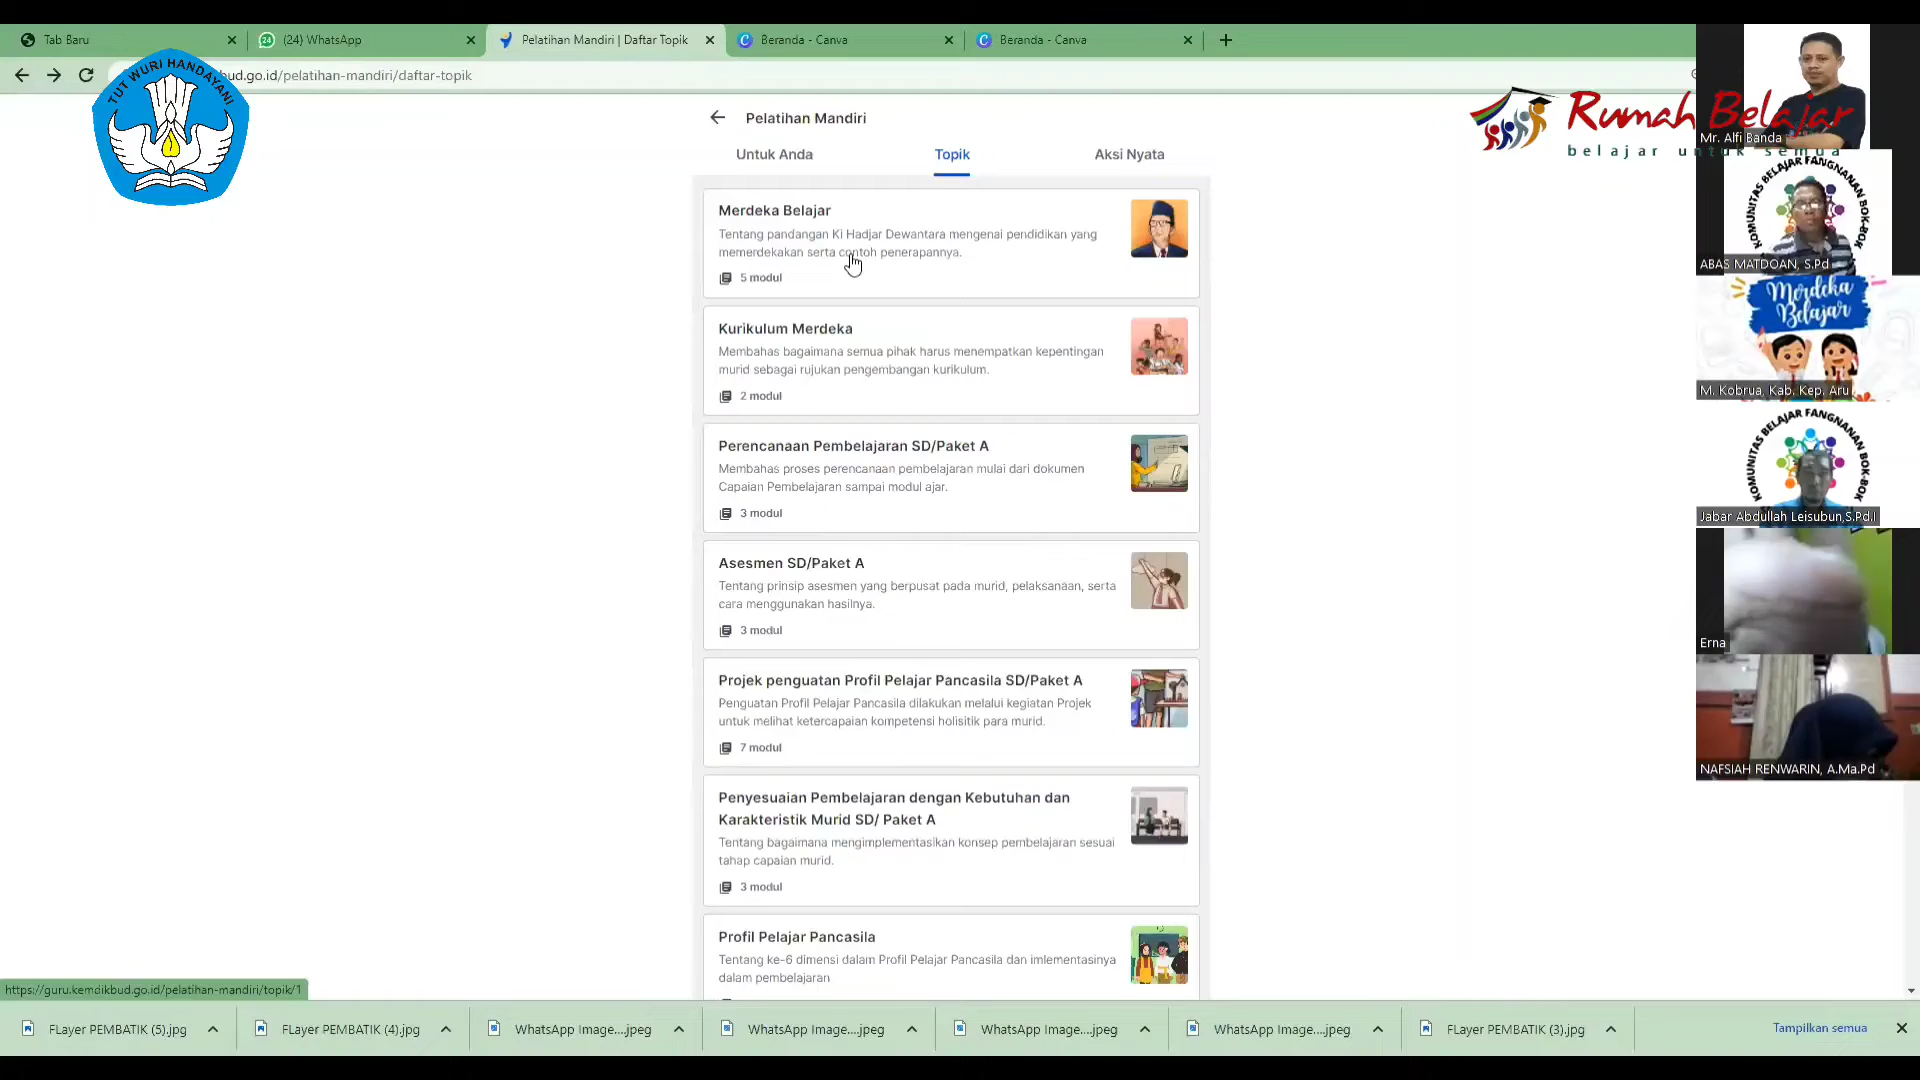 Tab Baru
(24) WhatsApp
Pelatihan Mandiri | Daftar Topik
Beranda - Canva
Beranda - Canva
bud.go.id/pelatihan-mandiri/daftar-topik
TUT WURI HANDAYANI
Rumah Belajar
belajar untuk semua
Pelatihan Mandiri
Untuk Anda
Topik
Aksi Nyata
Merdeka Belajar
Tentang pandangan Ki Hadjar Dewantara mengenai pendidikan yang
memerdekakan serta contoh penerapannya.
5 modul
Kurikulum Merdeka
Membahas bagaimana semua pihak harus menempatkan kepentingan
murid sebagai rujukan pengembangan kurikulum.
2 modul
Perencanaan Pembelajaran SD/Paket A
Membahas proses perencanaan pembelajaran mulai dari dokumen
Capaian Pembelajaran sampai modul ajar.
3 modul
Asesmen SD/Paket A
Tentang prinsip asesmen yang berpusat pada murid, pelaksanaan, serta
cara menggunakan hasilnya.
3 modul
Projek penguatan Profil Pelajar Pancasila SD/Paket A
Penguatan Profil Pelajar Pancasila dilakukan melalui kegiatan Projek
untuk melihat ketercapaian kompetensi holisitik para murid.
7 modul
Penyesuaian Pembelajaran dengan Kebutuhan dan
Karakteristik Murid SD/ Paket A
Tentang bagaimana mengimplementasikan konsep pembelajaran sesuai
tahap capaian murid.
3 modul
Profil Pelajar Pancasila
Tentang ke-6 dimensi dalam Profil Pelajar Pancasila dan imlementasinya
dalam pembelajaran
Mr. Alfi Banda
KOMUNITAS BELAJAR FANGNANAN BOK-BOK
ABAS MATDOAN, S.Pd
Merdeka
Belajar
M. Kobrua, Kab. Kep. Aru
KOMUNITAS BELAJAR FANGNANAN BOK-BOK
Jabar Abdullah Leisubun,S.Pd.I
Erna
NAFSIAH RENWARIN, A.Ma.Pd
https://guru.kemdikbud.go.id/pelatihan-mandiri/topik/1
FLayer PEMBATIK (5).jpg
FLayer PEMBATIK (4).jpg
WhatsApp Image....jpeg
WhatsApp Image....jpeg
WhatsApp Image....jpeg
WhatsApp Image....jpeg
FLayer PEMBATIK (3).jpg
Tampilkan semua